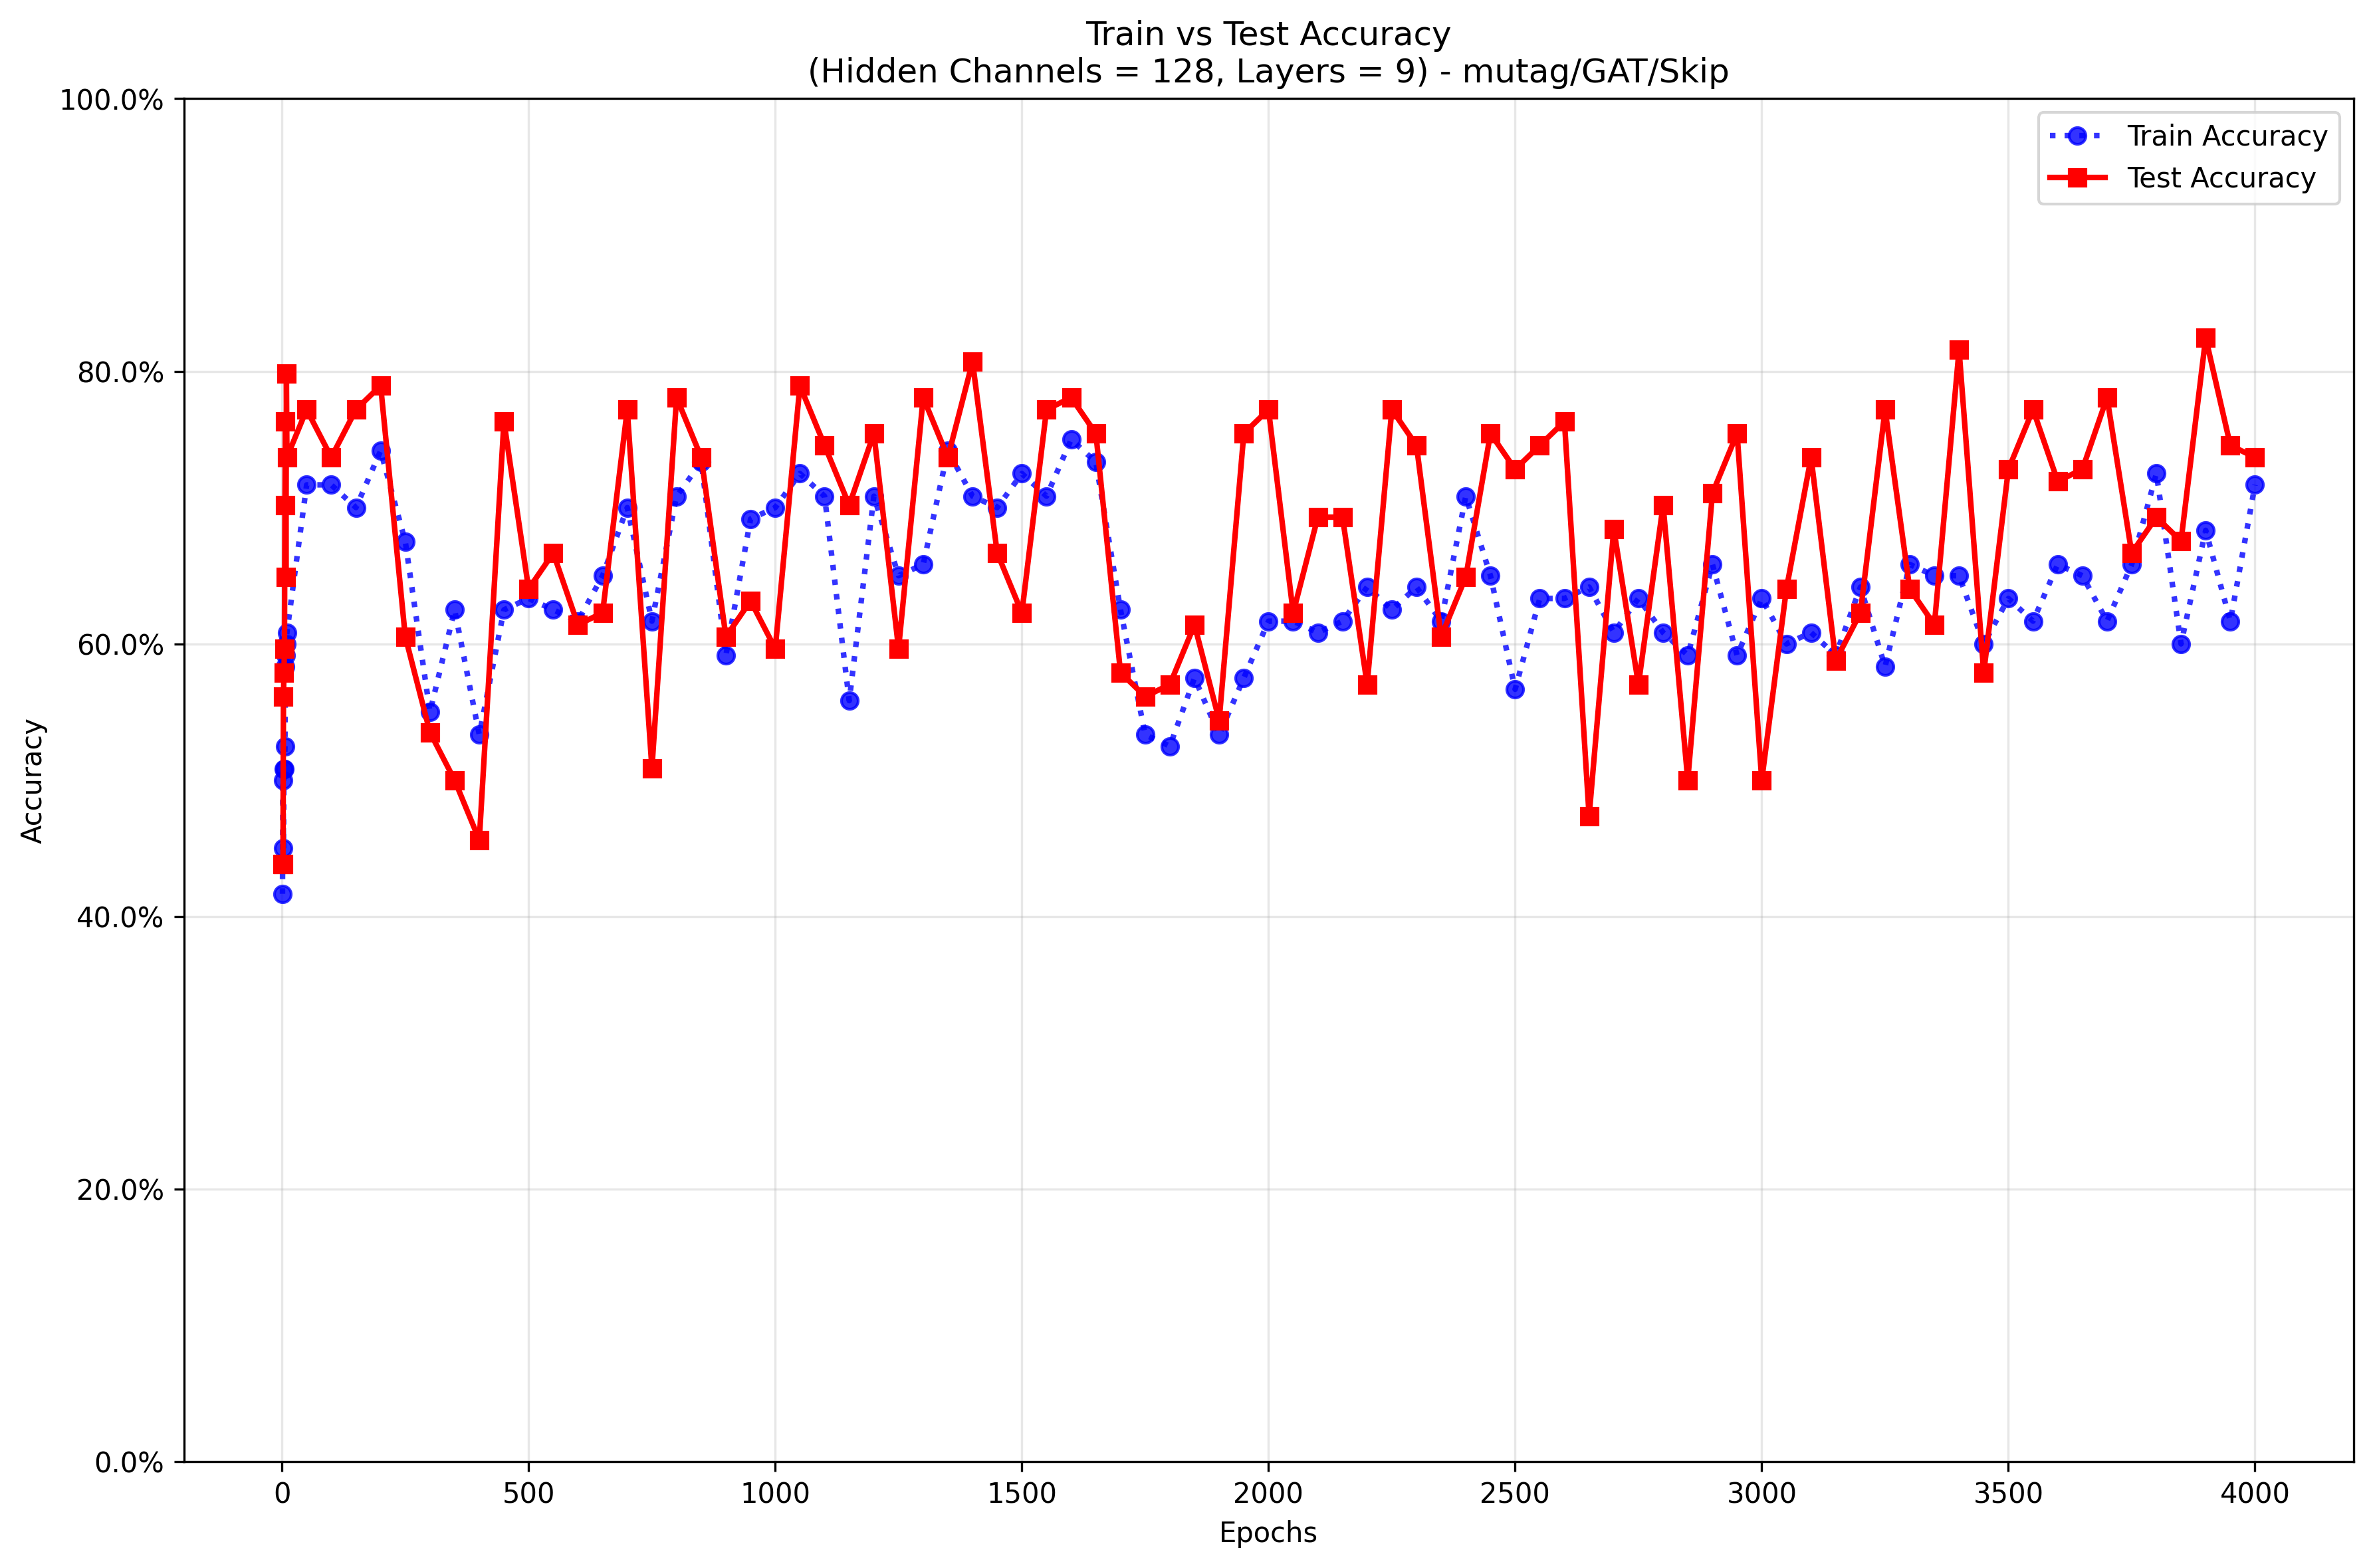 Train vs Test Accuracy
(Hidden Channels = 128, Layers = 9) - mutag/GAT/Skip
Train Accuracy
Test Accuracy
Accuracy
100.0%
80.0%
60.0%
40.0%
20.0%
0.0%
0 500 1000 1500 2000 2500 3000 3500 4000
Epochs